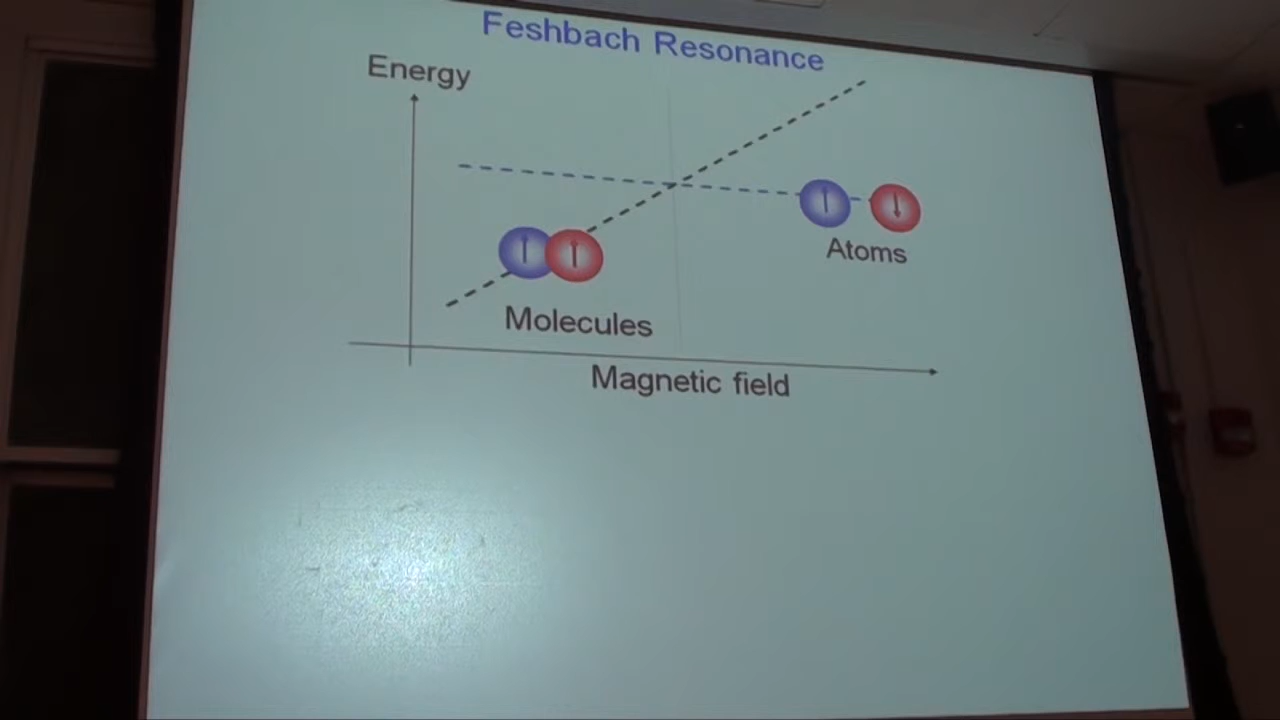 Feshbach Resonance
Energy
Atoms
Molecules
Magnetic field